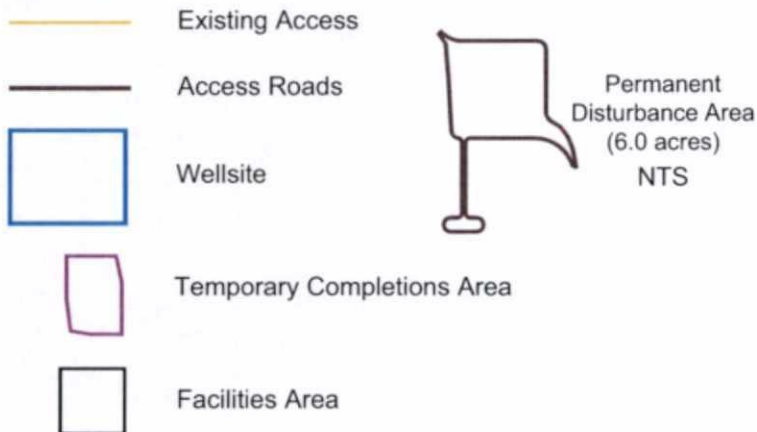 Existing Access
Access Roads
Wellsite
Temporary Completions Area
Facilities Area
Permanent
Disturbance Area
(6.0 acres)
NTS